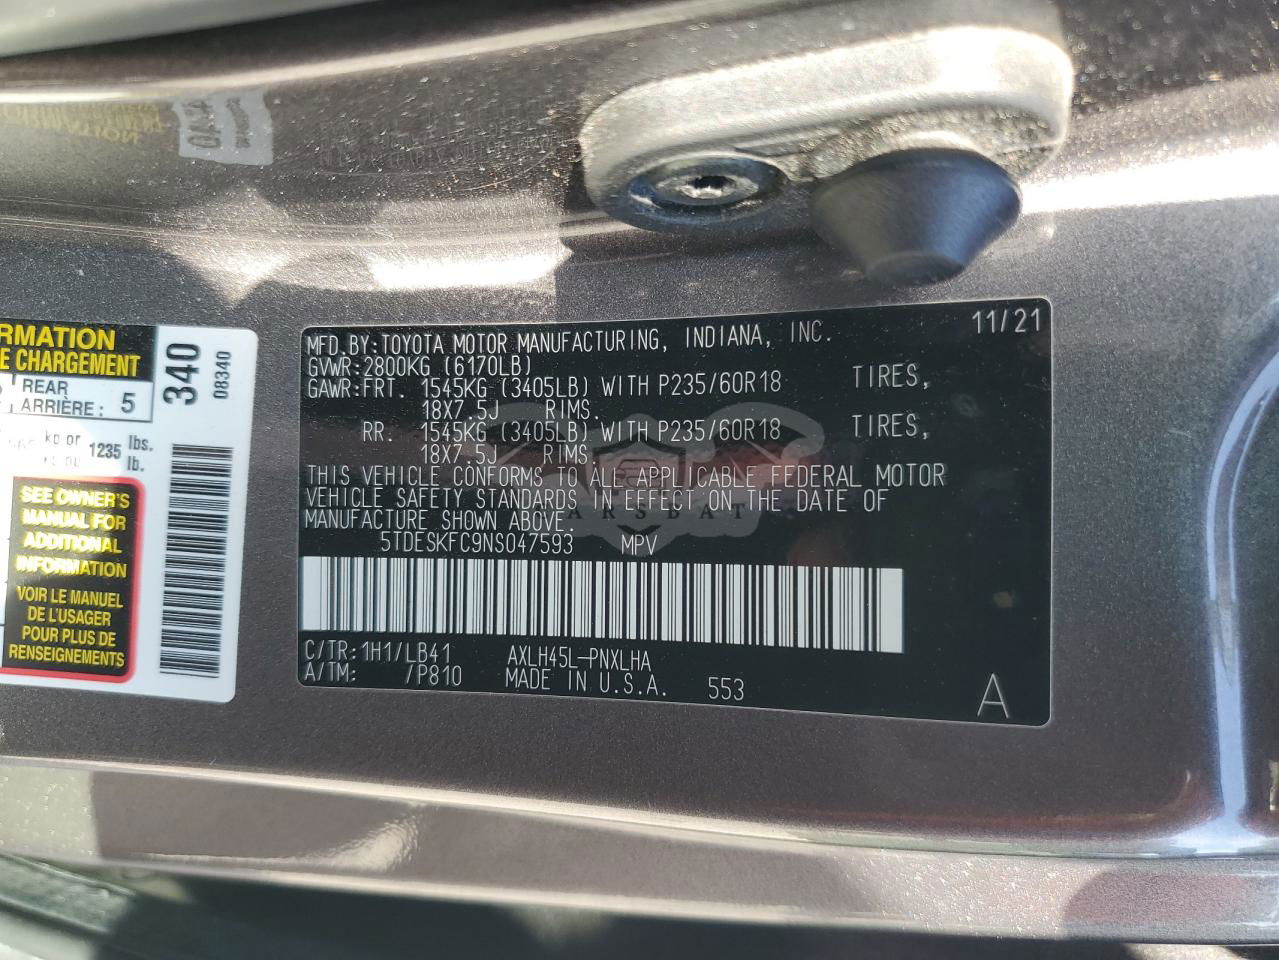 RMATION
E CHARGEMENT
REAR
ARRIÈRE: 5
kg or 1235 lbs.
lb.
340
08340
SEE OWNER'S
MANUAL FOR
ADDITIONAL
INFORMATION
VOIR LE MANUEL
DE L'USAGER
POUR PLUS DE
RENSEIGNEMENTS
11/21
MFD.BY:TOYOTA MOTOR MANUFACTURING, INDIANA, INC.
GVWR:2800KG (6170LB)
GAWR:FRT. 1545KG (3405LB) WITH P235/60R18 TIRES,
18X7.5J RIMS.
RR. 1545KG (3405LB) WITH P235/60R18 TIRES,
18X7.5J RIMS.
THIS VEHICLE CONFORMS TO ALL APPLICABLE FEDERAL MOTOR
VEHICLE SAFETY STANDARDS IN EFFECT ON THE DATE OF
MANUFACTURE SHOWN ABOVE.
ARSBAT
5TDESKFC9NS047593 MPV
C/TR:1H1/LB41 AXLH45L-PNXLHA
A/TM: /P810 MADE IN U.S.A. 553
A